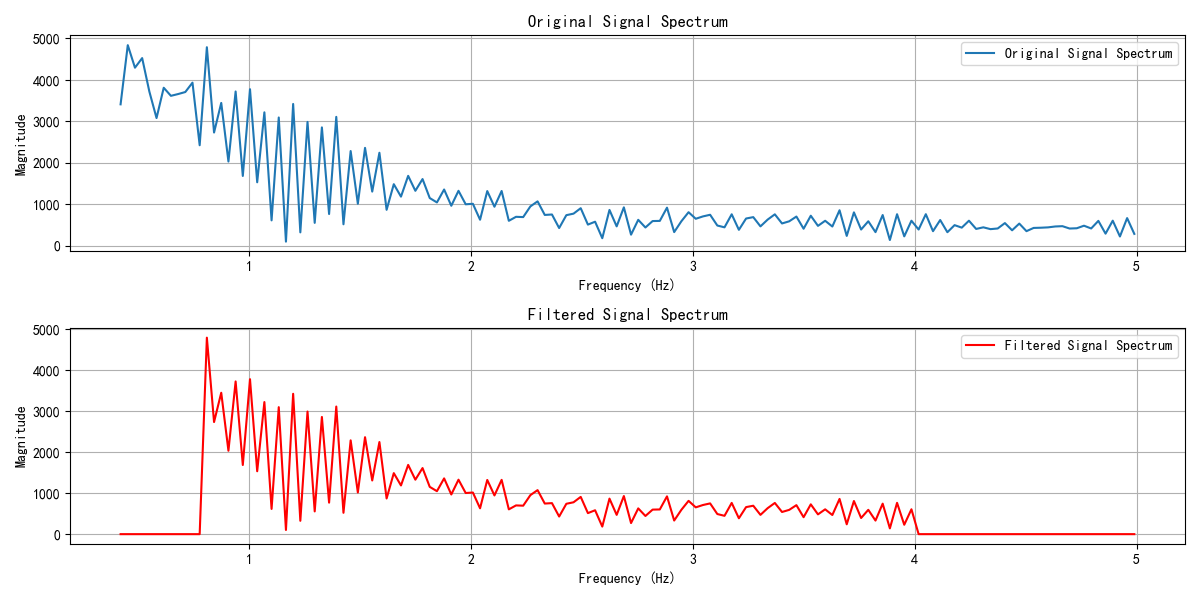 Original Signal Spectrum
5000
4000
3000
2000
1000
0
Magnitude
Original Signal Spectrum
1 2 3 4 5
Frequency (Hz)
Filtered Signal Spectrum
5000
4000
3000
2000
1000
0
Magnitude
Filtered Signal Spectrum
1 2 3 4 5
Frequency (Hz)